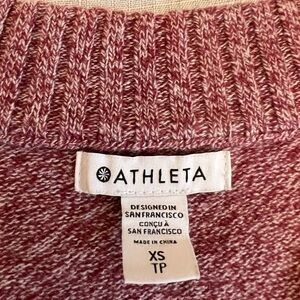 ATHLETA
DESIGNED IN
SAN FRANCISCO
CONÇU À
SAN FRANCISCO
MADE IN CHINA
XS
TP